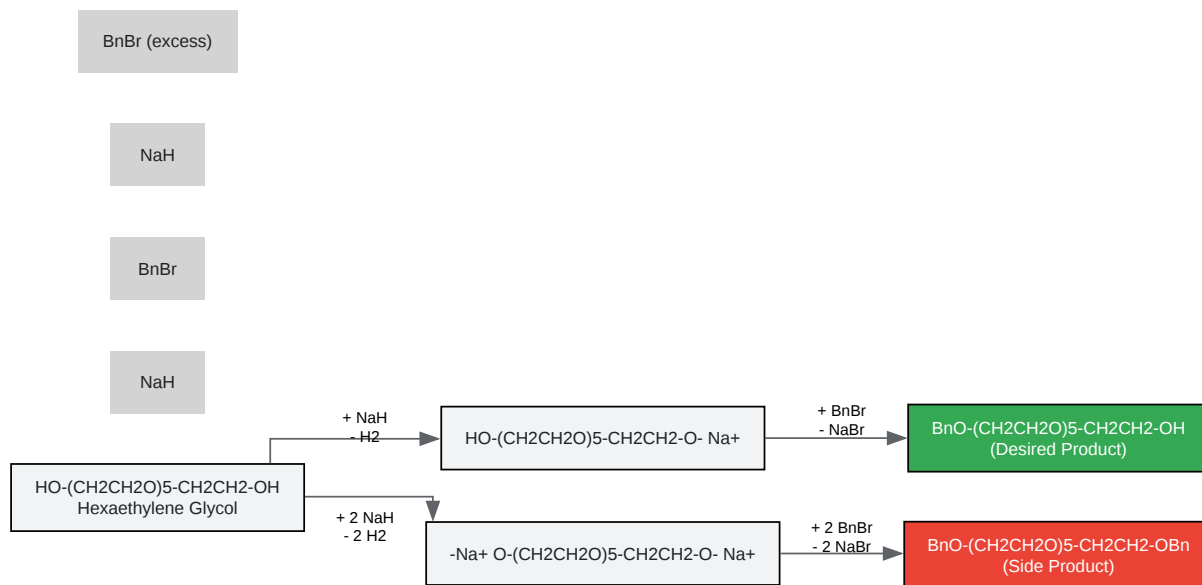 BnBr (excess)
NaH
BnBr
NaH
+ NaH
- H2
HO-(CH2CH2O)5-CH2CH2-O- Na+
+ BnBr
- NaBr
BnO-(CH2CH2O)5-CH2CH2-OH
(Desired Product)
HO-(CH2CH2O)5-CH2CH2-OH
Hexaethylene Glycol
+ 2 NaH
- 2 H2
-Na+ O-(CH2CH2O)5-CH2CH2-O- Na+
+ 2 BnBr
- 2 NaBr
BnO-(CH2CH2O)5-CH2CH2-OBn
(Side Product)